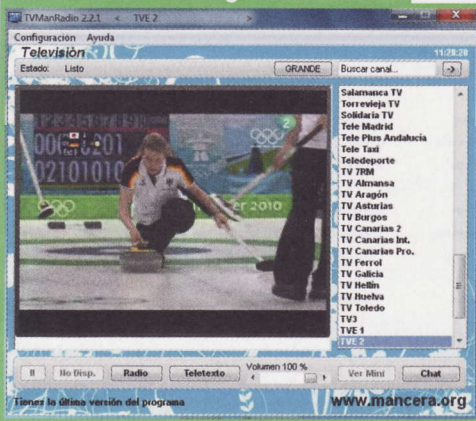 TVManRadio 2.2.1 < TVE 2 >
Configuración Ayuda
Televisiòn
11:28:28
Estado: Listo
GRANDE
Buscar canal...
->
Salamanca TV
Torrevieja TV
Solidaria TV
Tele Madrid
Tele Plus Andalucía
Tele Taxi
Teledeporte
TV 7RM
TV Almansa
TV Aragón
TV Asturias
TV Burgos
TV Canarias 2
TV Canarias Int.
TV Canarias Pro.
TV Ferrol
TV Galicia
TV Hellín
TV Huelva
TV Toledo
TV3
TVE 1
TVE 2
12345678910
02101010
2
er 2010
II
No Disp.
Radio
Teletexto
Volumen 100 %
Ver Mini
Chat
Tienes la última versión del programa
www.mancera.org